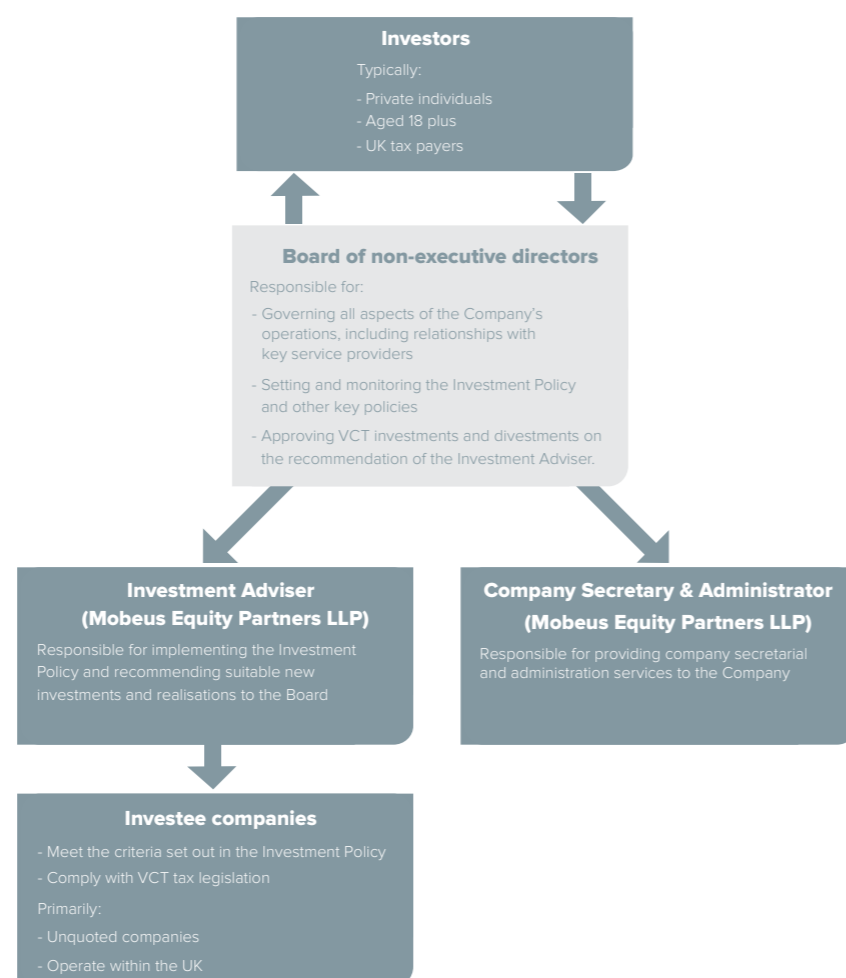 Investors
Typically:
- Private individuals
- Aged 18 plus
- UK tax payers
Board of non-executive directors
Responsible for:
- Governing all aspects of the Company’s
operations, including relationships with
key service providers
- Setting and monitoring the Investment Policy
and other key policies
- Approving VCT investments and divestments on
the recommendation of the Investment Adviser.
Investment Adviser
(Mobeus Equity Partners LLP)
Responsible for implementing the Investment
Policy and recommending suitable new
investments and realisations to the Board
Company Secretary & Administrator
(Mobeus Equity Partners LLP)
Responsible for providing company secretarial
and administration services to the Company
Investee companies
- Meet the criteria set out in the Investment Policy
- Comply with VCT tax legislation
Primarily:
- Unquoted companies
- Operate within the UK